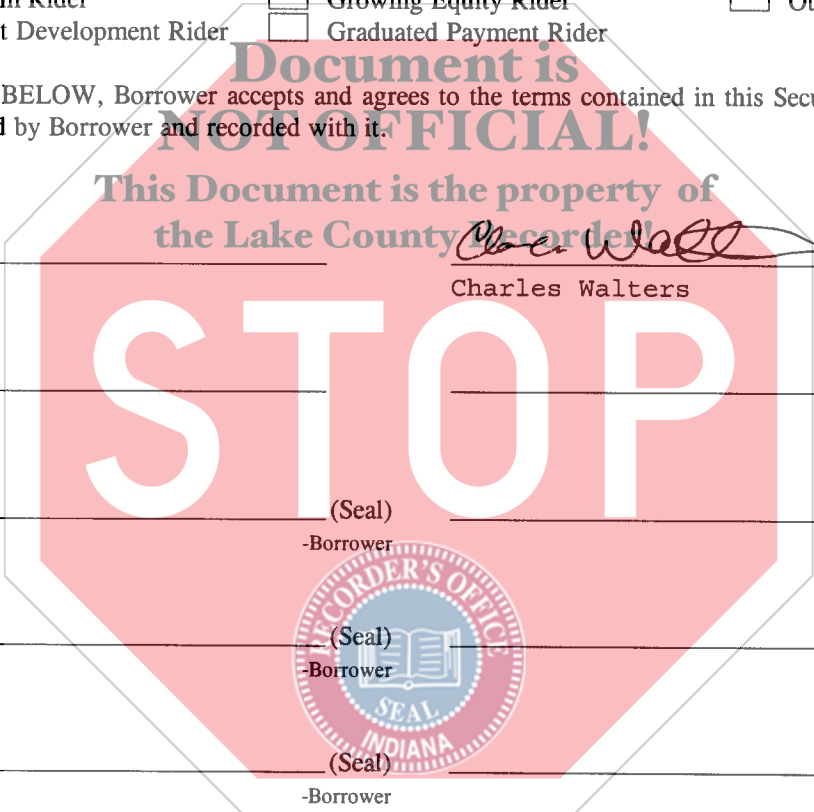 m Rider Growing Equity Rider Ot
t Development Rider Graduated Payment Rider
Document is
BELOW, Borrower accepts and agrees to the terms contained in this Secu
NOT OFFICIAL!
d by Borrower and recorded with it.
This Document is the property of
the Lake County Recorder!
Charles Walters
STOP
(Seal)
-Borrower
RECORDER'S OFFICE
(Seal)
-Borrower
SEAL
INDIANA
(Seal)
-Borrower